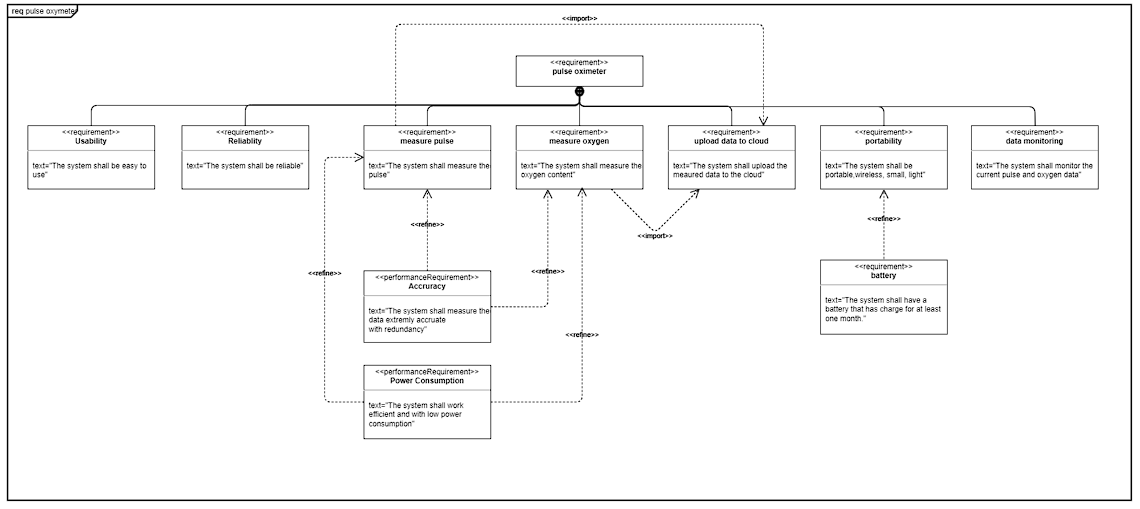 req pulse oxymeter
<<import>>
<<requirement>>
pulse oximeter
<<requirement>>
Usability
text="The system shall be easy to
use"
<<requirement>>
Reliablity
text="The system shall be reliable"
<<requirement>>
measure pulse
text="The system shall measure the
pulse"
<<requirement>>
measure oxygen
text="The system shall measure the
oxygen content"
<<requirement>>
upload data to cloud
text="The system shall upload the
meaured data to the cloud"
<<requirement>>
portability
text="The system shall be
portable,wireless, small, light"
<<requirement>>
data monitoring
text="The system shall monitor the
current pulse and oxygen data"
<<refine>>
<<refine>>
<<import>>
<<refine>>
<<refine>>
<<performanceRequirement>>
Accruracy
text="The system shall measure the
data extremly accruate
with redundancy"
<<requirement>>
battery
text="The system shall have a
battery that has charge for at least
one month."
<<refine>>
<<performanceRequirement>>
Power Consumption
text="The system shall work
efficient and with low power
consumption"